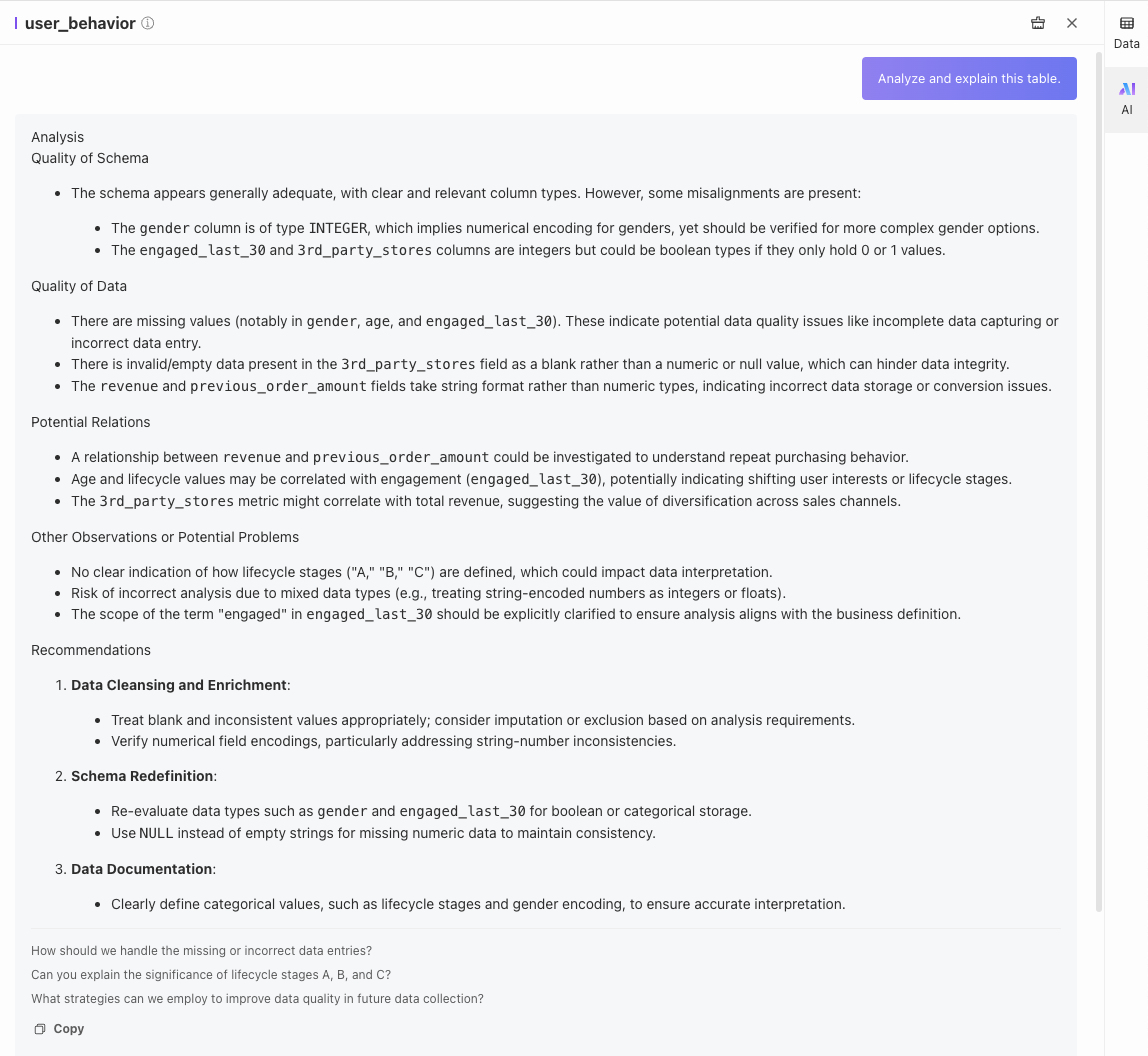 user_behavior
Data
AI
Analyze and explain this table.
Analysis
Quality of Schema
The schema appears generally adequate, with clear and relevant column types. However, some misalignments are present:
The gender column is of type INTEGER, which implies numerical encoding for genders, yet should be verified for more complex gender options.
The engaged_last_30 and 3rd_party_stores columns are integers but could be boolean types if they only hold 0 or 1 values.
Quality of Data
There are missing values (notably in gender, age, and engaged_last_30). These indicate potential data quality issues like incomplete data capturing or
incorrect data entry.
There is invalid/empty data present in the 3rd_party_stores field as a blank rather than a numeric or null value, which can hinder data integrity.
The revenue and previous_order_amount fields take string format rather than numeric types, indicating incorrect data storage or conversion issues.
Potential Relations
A relationship between revenue and previous_order_amount could be investigated to understand repeat purchasing behavior.
Age and lifecycle values may be correlated with engagement (engaged_last_30), potentially indicating shifting user interests or lifecycle stages.
The 3rd_party_stores metric might correlate with total revenue, suggesting the value of diversification across sales channels.
Other Observations or Potential Problems
No clear indication of how lifecycle stages ("A," "B," "C") are defined, which could impact data interpretation.
Risk of incorrect analysis due to mixed data types (e.g., treating string-encoded numbers as integers or floats).
The scope of the term "engaged" in engaged_last_30 should be explicitly clarified to ensure analysis aligns with the business definition.
Recommendations
1. Data Cleansing and Enrichment:
Treat blank and inconsistent values appropriately; consider imputation or exclusion based on analysis requirements.
Verify numerical field encodings, particularly addressing string-number inconsistencies.
2. Schema Redefinition:
Re-evaluate data types such as gender and engaged_last_30 for boolean or categorical storage.
Use NULL instead of empty strings for missing numeric data to maintain consistency.
3. Data Documentation:
Clearly define categorical values, such as lifecycle stages and gender encoding, to ensure accurate interpretation.
How should we handle the missing or incorrect data entries?
Can you explain the significance of lifecycle stages A, B, and C?
What strategies can we employ to improve data quality in future data collection?
Copy